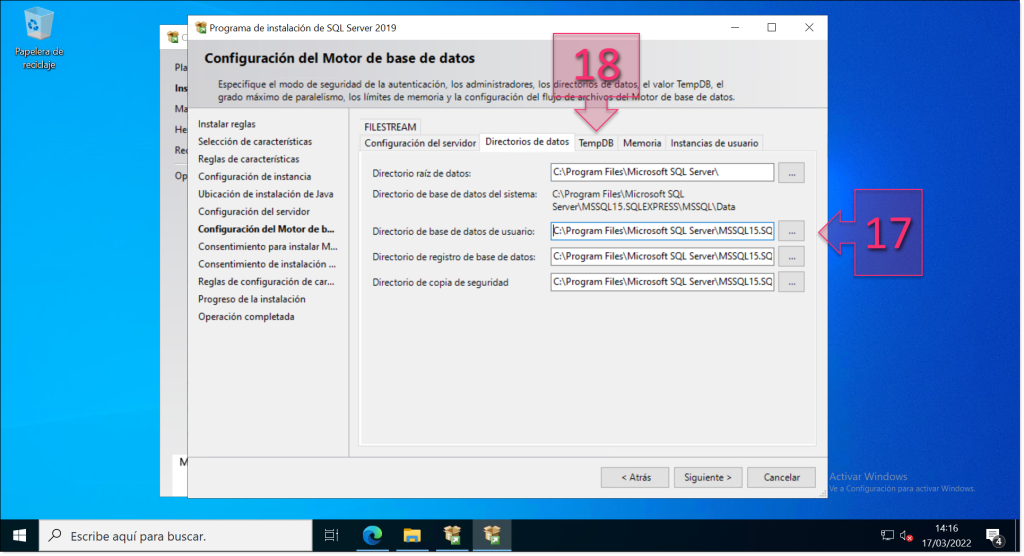 Papelera de
reciclaje
Programa de instalación de SQL Server 2019
Configuración del Motor de base de datos
Especifique el modo de seguridad de la autenticación, los administradores, los directorios de datos, el valor TempDB, el
grado máximo de paralelismo, los límites de memoria y la configuración del flujo de archivos del Motor de base de datos.
18
C
Pla
Ins
Ma
He
Rec
Op
M
Instalar reglas
Selección de características
Reglas de características
Configuración de instancia
Ubicación de instalación de Java
Configuración del servidor
Configuración del Motor de b...
Consentimiento para instalar M...
Consentimiento de instalación ...
Reglas de configuración de car...
Progreso de la instalación
Operación completada
FILESTREAM
Configuración del servidor Directorios de datos TempDB Memoria Instancias de usuario
Directorio raíz de datos: C:\Program Files\Microsoft SQL Server\ ...
Directorio de base de datos del sistema: C:\Program Files\Microsoft SQL
Server\MSSQL15.SQLEXPRESS\MSSQL\Data
Directorio de base de datos de usuario: C:\Program Files\Microsoft SQL Server\MSSQL15.SQ ...
Directorio de registro de base de datos: C:\Program Files\Microsoft SQL Server\MSSQL15.SQ ...
Directorio de copia de seguridad C:\Program Files\Microsoft SQL Server\MSSQL15.SQ ...
17
< Atrás Siguiente > Cancelar
Activar Windows
Ve a Configuración para activar Windows.
Escribe aquí para buscar.
14:16
17/03/2022
4